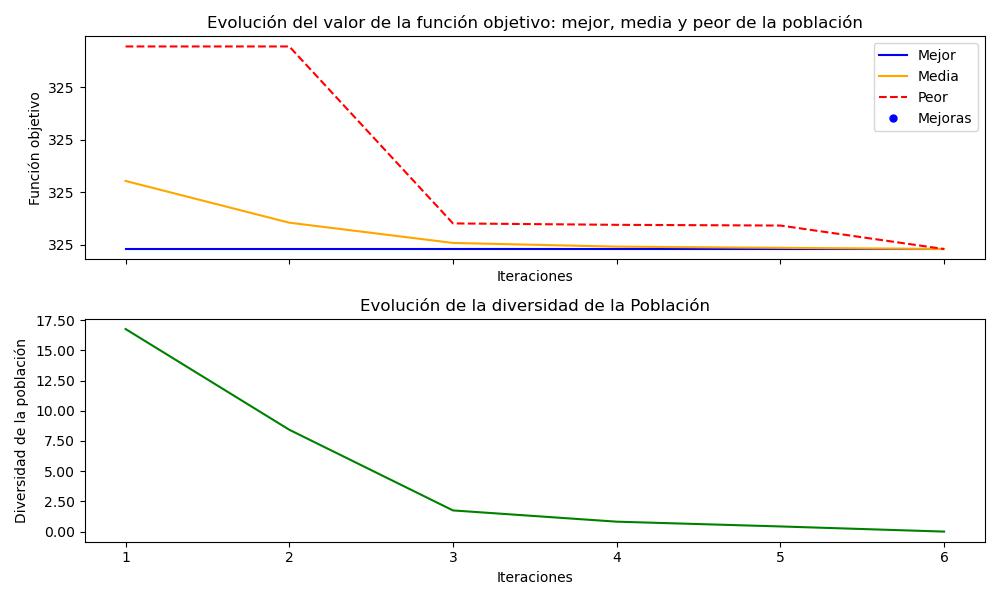 Evolución del valor de la función objetivo: mejor, media y peor de la población
Función objetivo
325
325
325
325
Mejor
Media
Peor
Mejoras
Iteraciones
Evolución de la diversidad de la Población
Diversidad de la población
17.50
15.00
12.50
10.00
7.50
5.00
2.50
0.00
1 2 3 4 5 6
Iteraciones